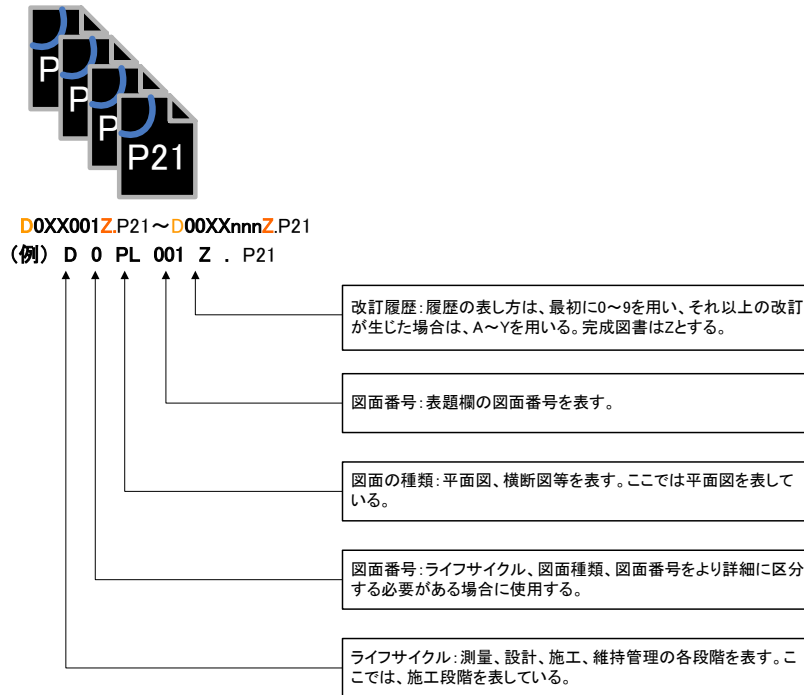 P
P
P
P21
D0XX001Z.P21～D00XXnnnZ.P21
(例) D 0 PL 001 Z . P21
改訂履歴：履歴の表し方は、最初に0～9を用い、それ以上の改訂
が生じた場合は、A～Yを用いる。完成図書はZとする。
図面番号：表題欄の図面番号を表す。
図面の種類：平面図、横断図等を表す。ここでは平面図を表して
いる。
図面番号：ライフサイクル、図面種類、図面番号をより詳細に区分
する必要がある場合に使用する。
ライフサイクル：測量、設計、施工、維持管理の各段階を表す。こ
こでは、施工段階を表している。